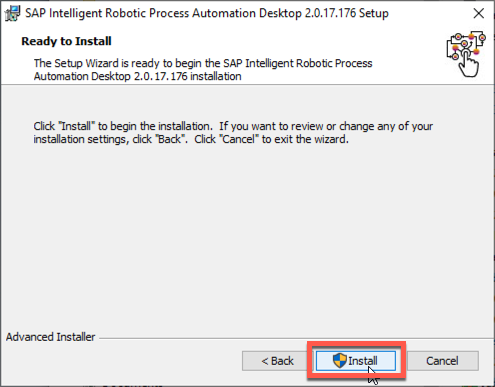 SAP Intelligent Robotic Process Automation Desktop 2.0.17.176 Setup
Ready to Install
The Setup Wizard is ready to begin the SAP Intelligent Robotic Process
Automation Desktop 2.0.17.176 installation
Click "Install" to begin the installation.  If you want to review or change any of your
installation settings, click "Back".  Click "Cancel" to exit the wizard.
Advanced Installer
< Back
Install
Cancel